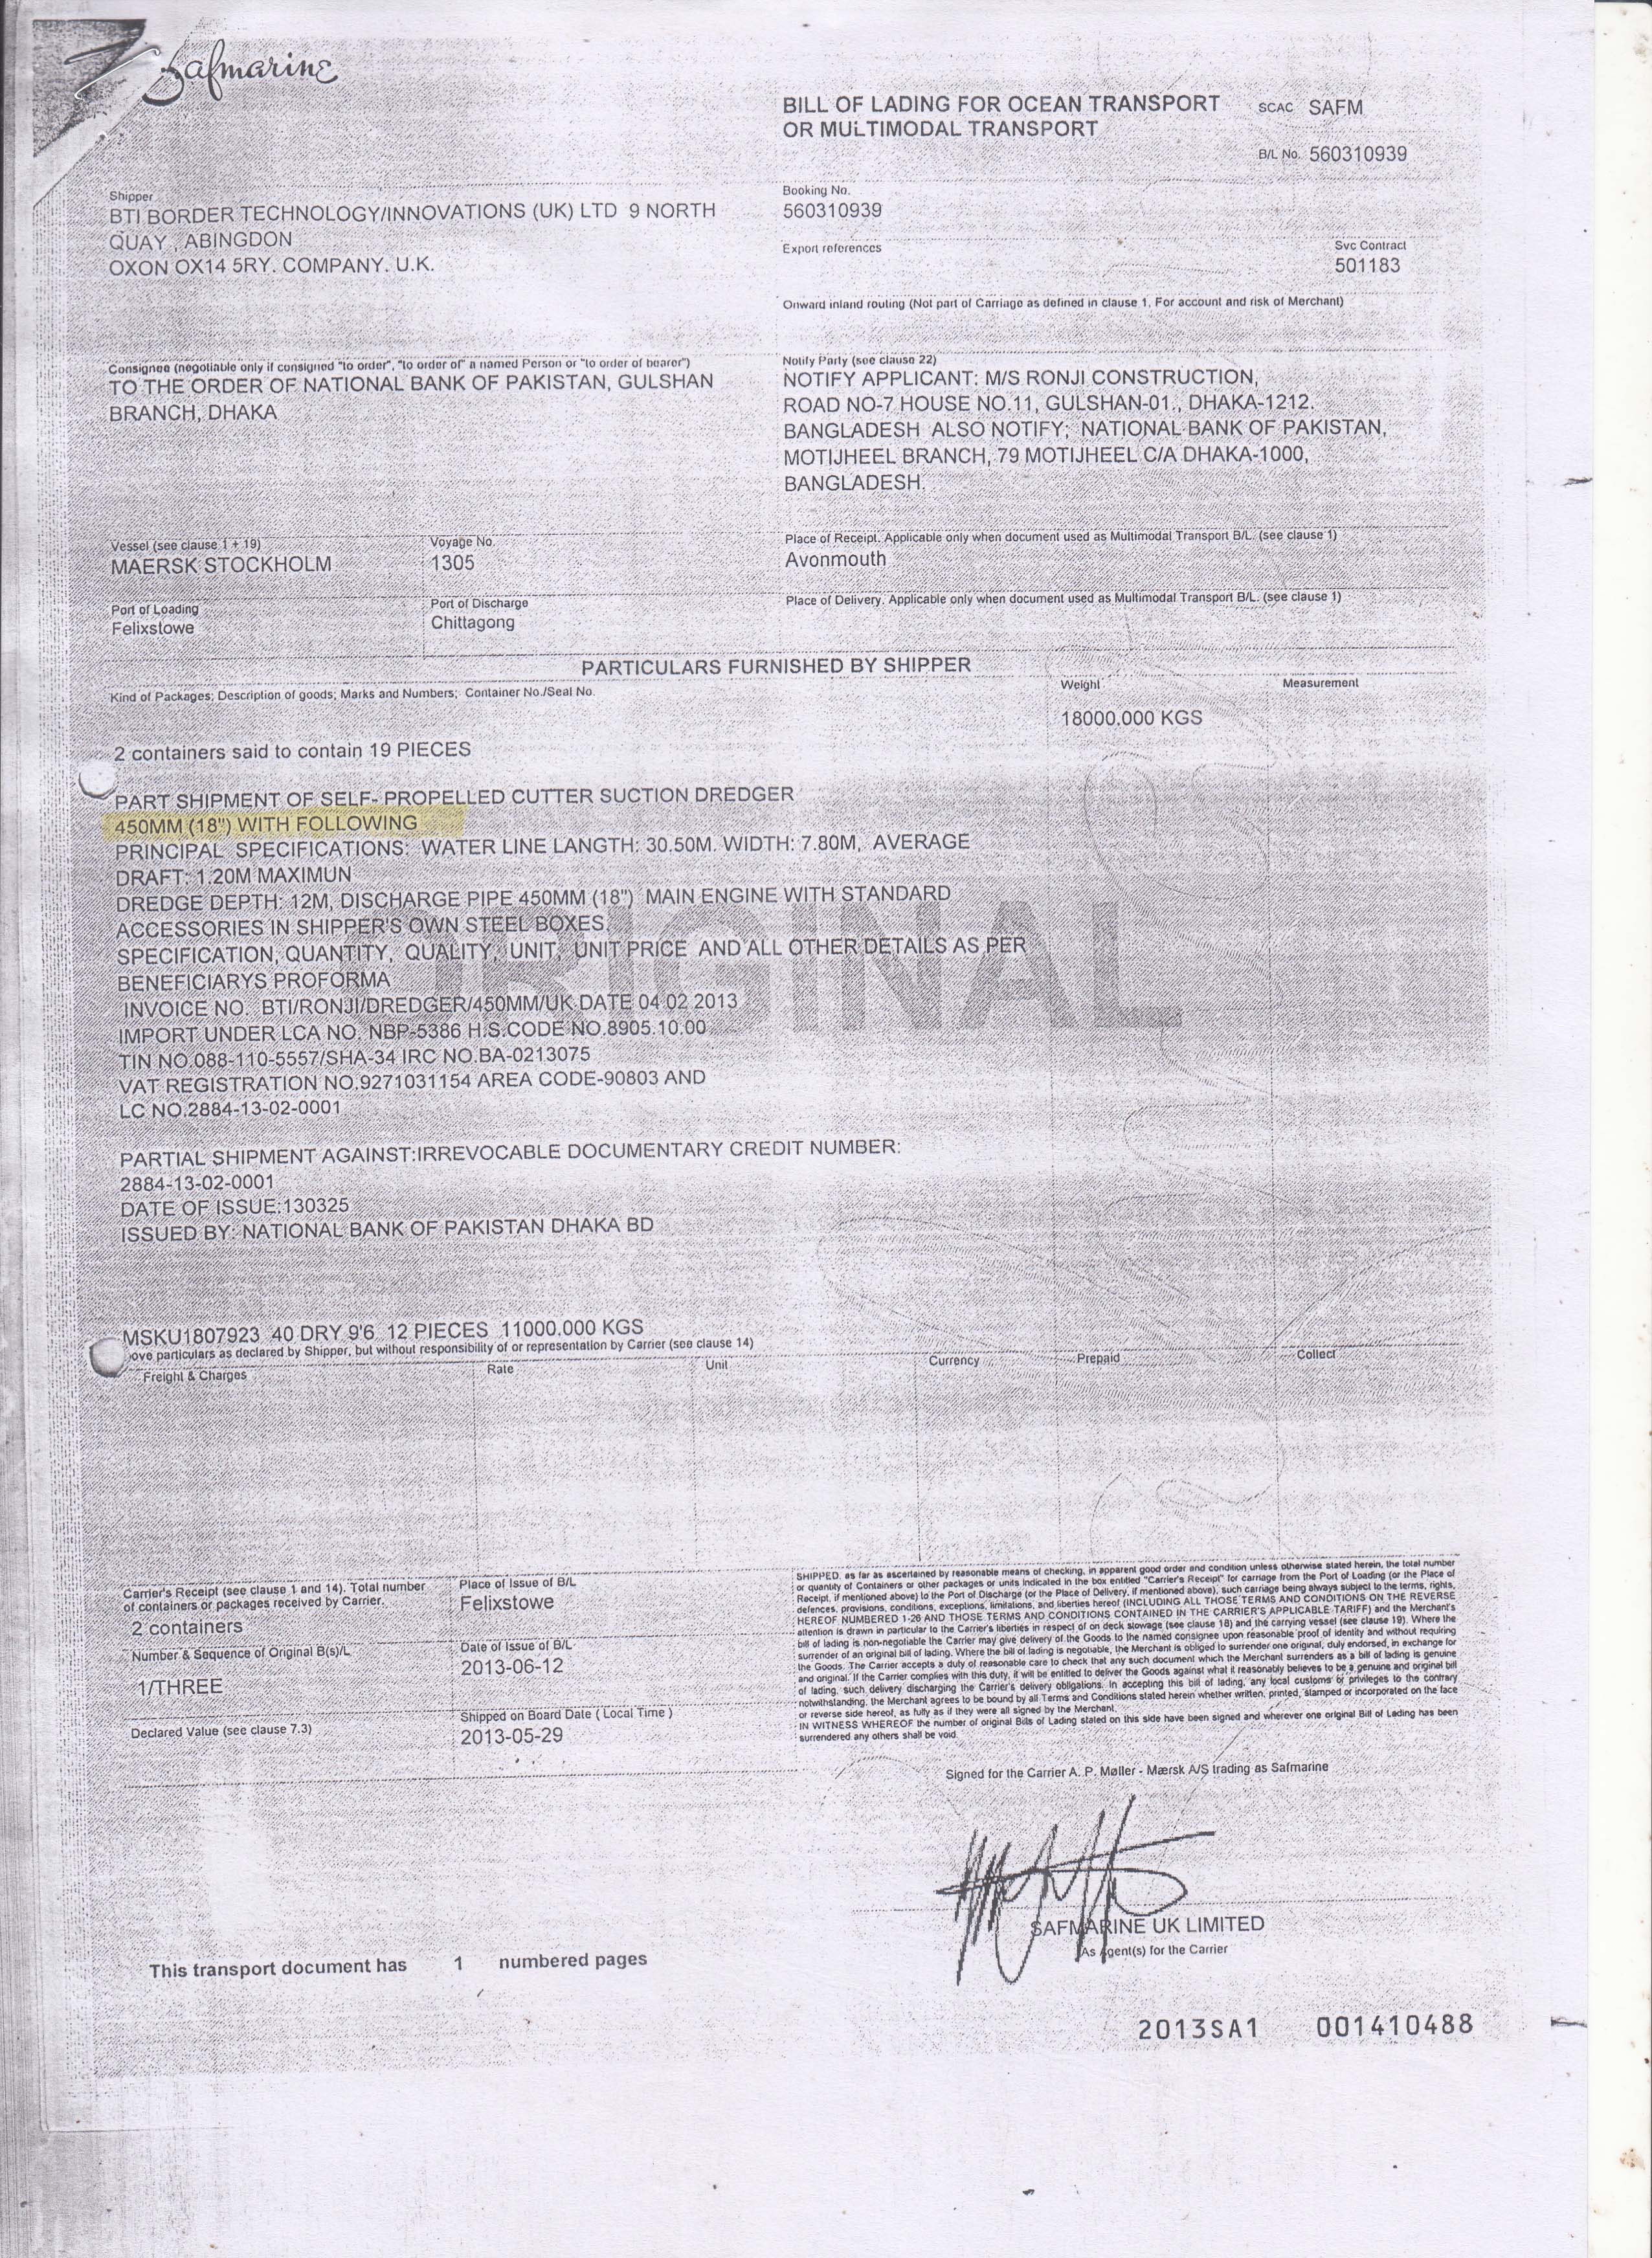 Safmarine
BILL OF LADING FOR OCEAN TRANSPORT
OR MULTIMODAL TRANSPORT
SCAC SAFM
B/L No. 560310939
Shipper
BTI BORDER TECHNOLOGY/INNOVATIONS (UK) LTD 9 NORTH
QUAY , ABINGDON
OXON OX14 5RY. COMPANY. U.K.
Booking No.
560310939
Export references
Svc Contract
501183
Onward inland routing (Not part of Carriage as defined in clause 1. For account and risk of Merchant)
Consignee (negotiable only if consigned "to order", "to order of" a named Person or "to order of bearer")
TO THE ORDER OF NATIONAL BANK OF PAKISTAN, GULSHAN
BRANCH, DHAKA
Notify Party (see clause 22)
NOTIFY APPLICANT: M/S RONJI CONSTRUCTION,
ROAD NO-7 HOUSE NO.11, GULSHAN-01., DHAKA-1212.
BANGLADESH ALSO NOTIFY; NATIONAL BANK OF PAKISTAN,
MOTIJHEEL BRANCH, 79 MOTIJHEEL C/A DHAKA-1000,
BANGLADESH.
Vessel (see clause 1 + 19)
MAERSK STOCKHOLM
Voyage No.
1305
Place of Receipt. Applicable only when document used as Multimodal Transport B/L. (see clause 1)
Avonmouth
Port of Loading
Felixstowe
Port of Discharge
Chittagong
Place of Delivery. Applicable only when document used as Multimodal Transport B/L. (see clause 1)
PARTICULARS FURNISHED BY SHIPPER
Kind of Packages; Description of goods; Marks and Numbers; Container No./Seal No.
Weight
Measurement
18000.000 KGS
2 containers said to contain 19 PIECES
PART SHIPMENT OF SELF- PROPELLED CUTTER SUCTION DREDGER
450MM (18") WITH FOLLOWING
PRINCIPAL SPECIFICATIONS: WATER LINE LANGTH: 30.50M. WIDTH: 7.80M, AVERAGE
DRAFT: 1.20M MAXIMUN
DREDGE DEPTH: 12M, DISCHARGE PIPE 450MM (18") MAIN ENGINE WITH STANDARD
ACCESSORIES IN SHIPPER'S OWN STEEL BOXES.
SPECIFICATION, QUANTITY, QUALITY, UNIT, UNIT PRICE AND ALL OTHER DETAILS AS PER
BENEFICIARYS PROFORMA
INVOICE NO. BTI/RONJI/DREDGER/450MM/UK DATE 04 02 2013
IMPORT UNDER LCA NO. NBP-5386 H.S.CODE NO.8905.10.00
TIN NO.088-110-5557/SHA-34 IRC NO.BA-0213075
VAT REGISTRATION NO.9271031154 AREA CODE-90803 AND
LC NO.2884-13-02-0001
ORIGINAL
PARTIAL SHIPMENT AGAINST:IRREVOCABLE DOCUMENTARY CREDIT NUMBER:
2884-13-02-0001
DATE OF ISSUE:130325
ISSUED BY: NATIONAL BANK OF PAKISTAN DHAKA BD
MSKU1807923 40 DRY 9'6 12 PIECES 11000.000 KGS
ove particulars as declared by Shipper, but without responsibility of or representation by Carrier (see clause 14)
Freight & Charges
Rate
Unit
Currency
Prepaid
Collect
Carrier's Receipt (see clause 1 and 14). Total number
of containers or packages received by Carrier.
2 containers
Place of Issue of B/L
Felixstowe
Number & Sequence of Original B(s)/L
1/THREE
Date of Issue of B/L
2013-06-12
Declared Value (see clause 7.3)
Shipped on Board Date ( Local Time )
2013-05-29
SHIPPED, as far as ascertained by reasonable means of checking, in apparent good order and condition unless otherwise stated herein, the total number
or quantity of Containers or other packages or units indicated in the box entitled "Carrier's Receipt" for carriage from the Port of Loading (or the Place of
Receipt, if mentioned above) to the Port of Discharge (or the Place of Delivery, if mentioned above), such carriage being always subject to the terms, rights,
defences, provisions, conditions, exceptions, limitations, and liberties hereof (INCLUDING ALL THOSE TERMS AND CONDITIONS ON THE REVERSE
HEREOF NUMBERED 1-26 AND THOSE TERMS AND CONDITIONS CONTAINED IN THE CARRIER'S APPLICABLE TARIFF) and the Merchant's
attention is drawn in particular to the Carrier's liberties in respect of on deck stowage (see clause 18) and the carrying vessel (see clause 19). Where the
bill of lading is non-negotiable the Carrier may give delivery of the Goods to the named consignee upon reasonable proof of identity and without requiring
surrender of an original bill of lading. Where the bill of lading is negotiable, the Merchant is obliged to surrender one original, duly endorsed, in exchange for
the Goods. The Carrier accepts a duty of reasonable care to check that any such document which the Merchant surrenders as a bill of lading is genuine
and original. If the Carrier complies with this duty, it will be entitled to deliver the Goods against what it reasonably believes to be a genuine and original bill
of lading, such delivery discharging the Carrier's delivery obligations. In accepting this bill of lading, any local customs or privileges to the contrary
notwithstanding, the Merchant agrees to be bound by all Terms and Conditions stated herein whether written, printed, stamped or incorporated on the face
or reverse side hereof, as fully as if they were all signed by the Merchant.
IN WITNESS WHEREOF the number of original Bills of Lading stated on this side have been signed and wherever one original Bill of Lading has been
surrendered any others shall be void.
Signed for the Carrier A. P. Møller - Mærsk A/S trading as Safmarine
SAFMARINE UK LIMITED
As Agent(s) for the Carrier
This transport document has 1 numbered pages
2013SA1 001410488